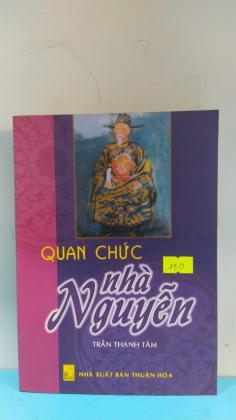 QUAN CHỨC
150
nhà
Nguyễn
TRẦN THANH TÂM
NHÀ XUẤT BẢN THUẬN HÓA